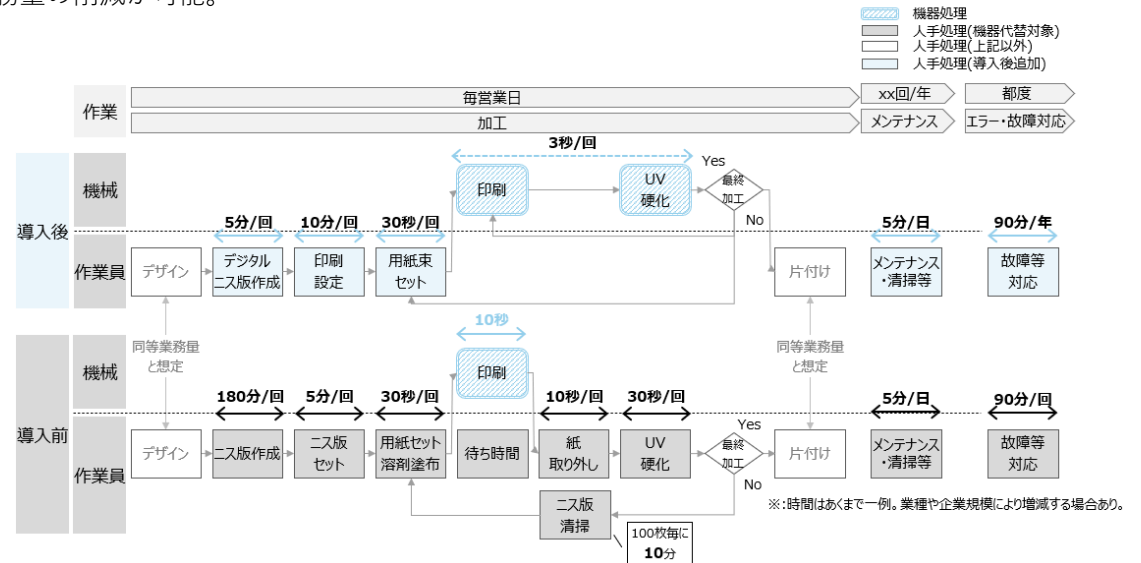 務量の削減が可能。
機器処理
人手処理(機器代替対象)
人手処理(上記以外)
人手処理(導入後追加)
作業
毎営業日
xx回/年
都度
加工
メンテナンス
エラー・故障対応
導入後
機械
3秒/回
印刷
UV
硬化
Yes
最終
加工
No
作業員
5分/回
10分/回
30秒/回
5分/日
90分/年
デザイン
デジタル
ニス版作成
印刷
設定
用紙束
セット
片付け
メンテナンス
・清掃等
故障等
対応
同等業務量
と想定
同等業務量
と想定
導入前
機械
10秒
印刷
作業員
180分/回
5分/回
30秒/回
10秒/回
30秒/回
5分/日
90分/回
デザイン
ニス版作成
ニス版
セット
用紙セット
溶剤塗布
待ち時間
紙
取り外し
UV
硬化
Yes
最終
加工
No
片付け
メンテナンス
・清掃等
故障等
対応
ニス版
清掃
100枚毎に
10分
※:時間はあくまで一例。業種や企業規模により増減する場合あり。